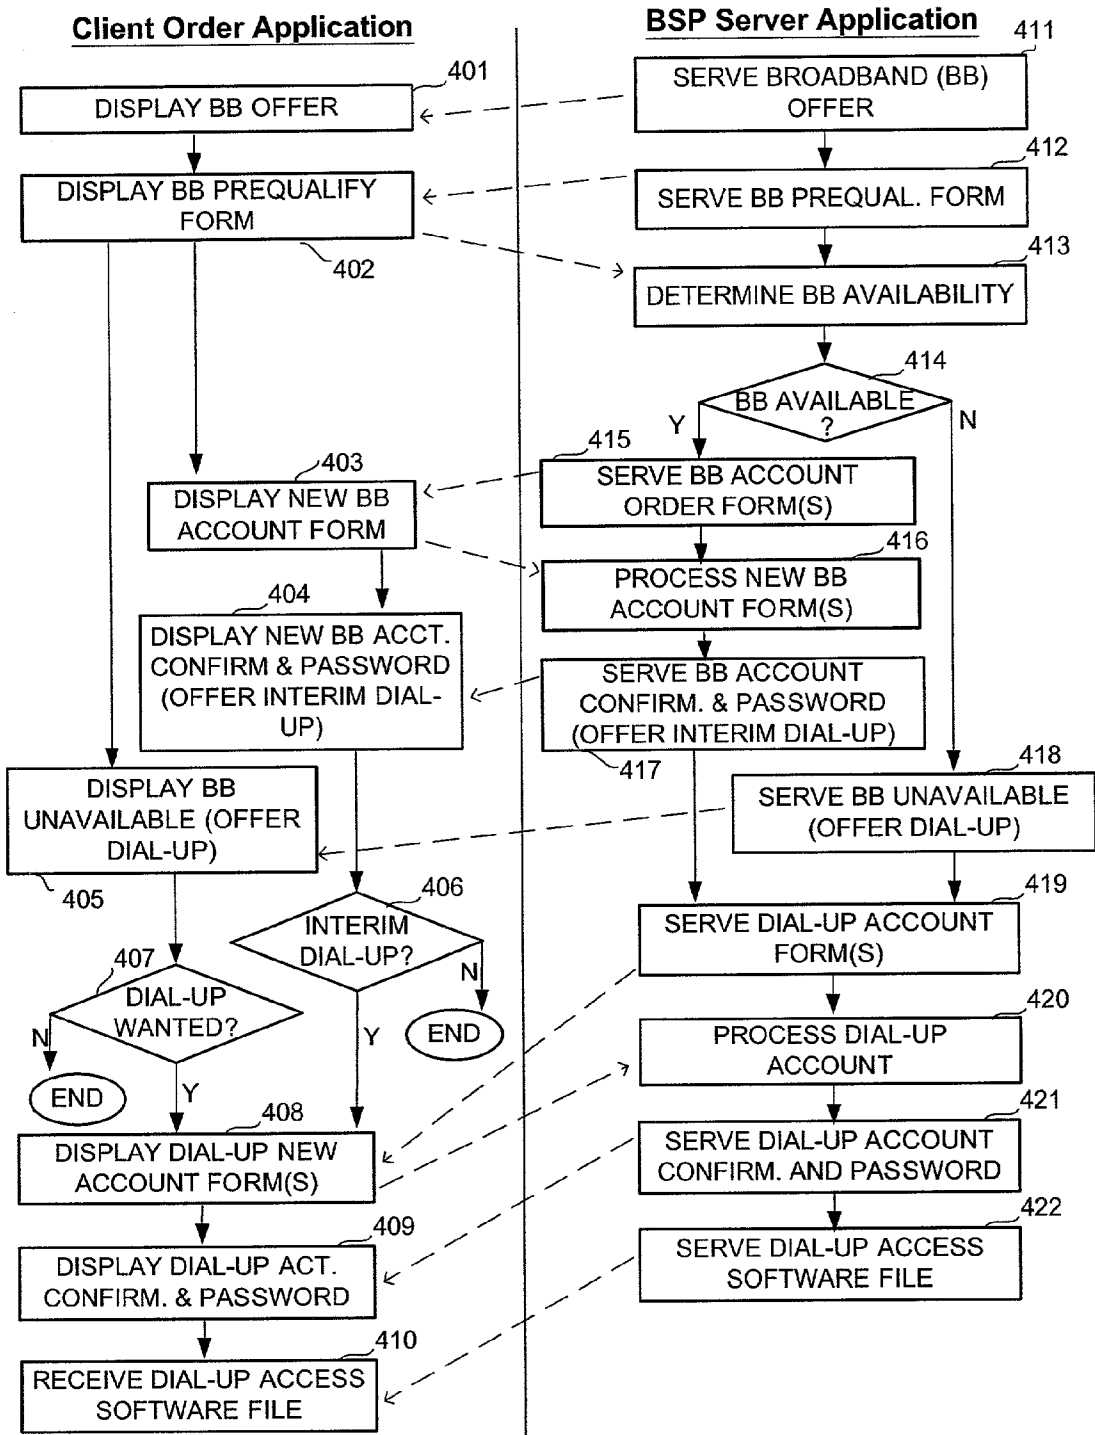 Client Order Application
401
DISPLAY BB OFFER
DISPLAY BB PREQUALIFY
FORM
402
403
DISPLAY NEW BB
ACCOUNT FORM
404
DISPLAY NEW BB ACCT.
CONFIRM & PASSWORD
(OFFER INTERIM DIAL-
UP)
DISPLAY BB
UNAVAILABLE (OFFER
DIAL-UP)
405
406
INTERIM
DIAL-UP?
N
END
Y
407
DIAL-UP
WANTED?
N
END
Y
408
DISPLAY DIAL-UP NEW
ACCOUNT FORM(S)
409
DISPLAY DIAL-UP ACT.
CONFIRM. & PASSWORD
410
RECEIVE DIAL-UP ACCESS
SOFTWARE FILE
BSP Server Application
411
SERVE BROADBAND (BB)
OFFER
412
SERVE BB PREQUAL. FORM
413
DETERMINE BB AVAILABILITY
414
BB AVAILABLE
?
Y
N
415
SERVE BB ACCOUNT
ORDER FORM(S)
416
PROCESS NEW BB
ACCOUNT FORM(S)
SERVE BB ACCOUNT
CONFIRM. & PASSWORD
(OFFER INTERIM DIAL-UP)
417
418
SERVE BB UNAVAILABLE
(OFFER DIAL-UP)
419
SERVE DIAL-UP ACCOUNT
FORM(S)
420
PROCESS DIAL-UP
ACCOUNT
421
SERVE DIAL-UP ACCOUNT
CONFIRM. AND PASSWORD
422
SERVE DIAL-UP ACCESS
SOFTWARE FILE